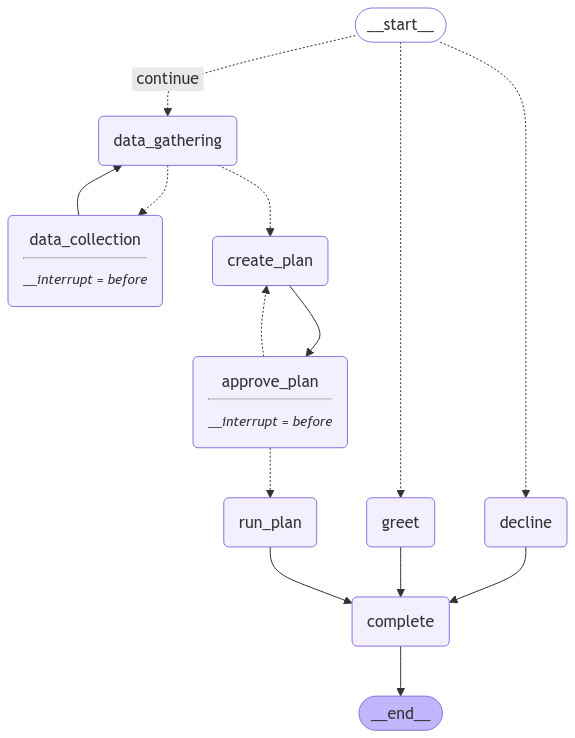 __start__
continue
data_gathering
data_collection
__interrupt = before
create_plan
approve_plan
__interrupt = before
run_plan
greet
decline
complete
__end__